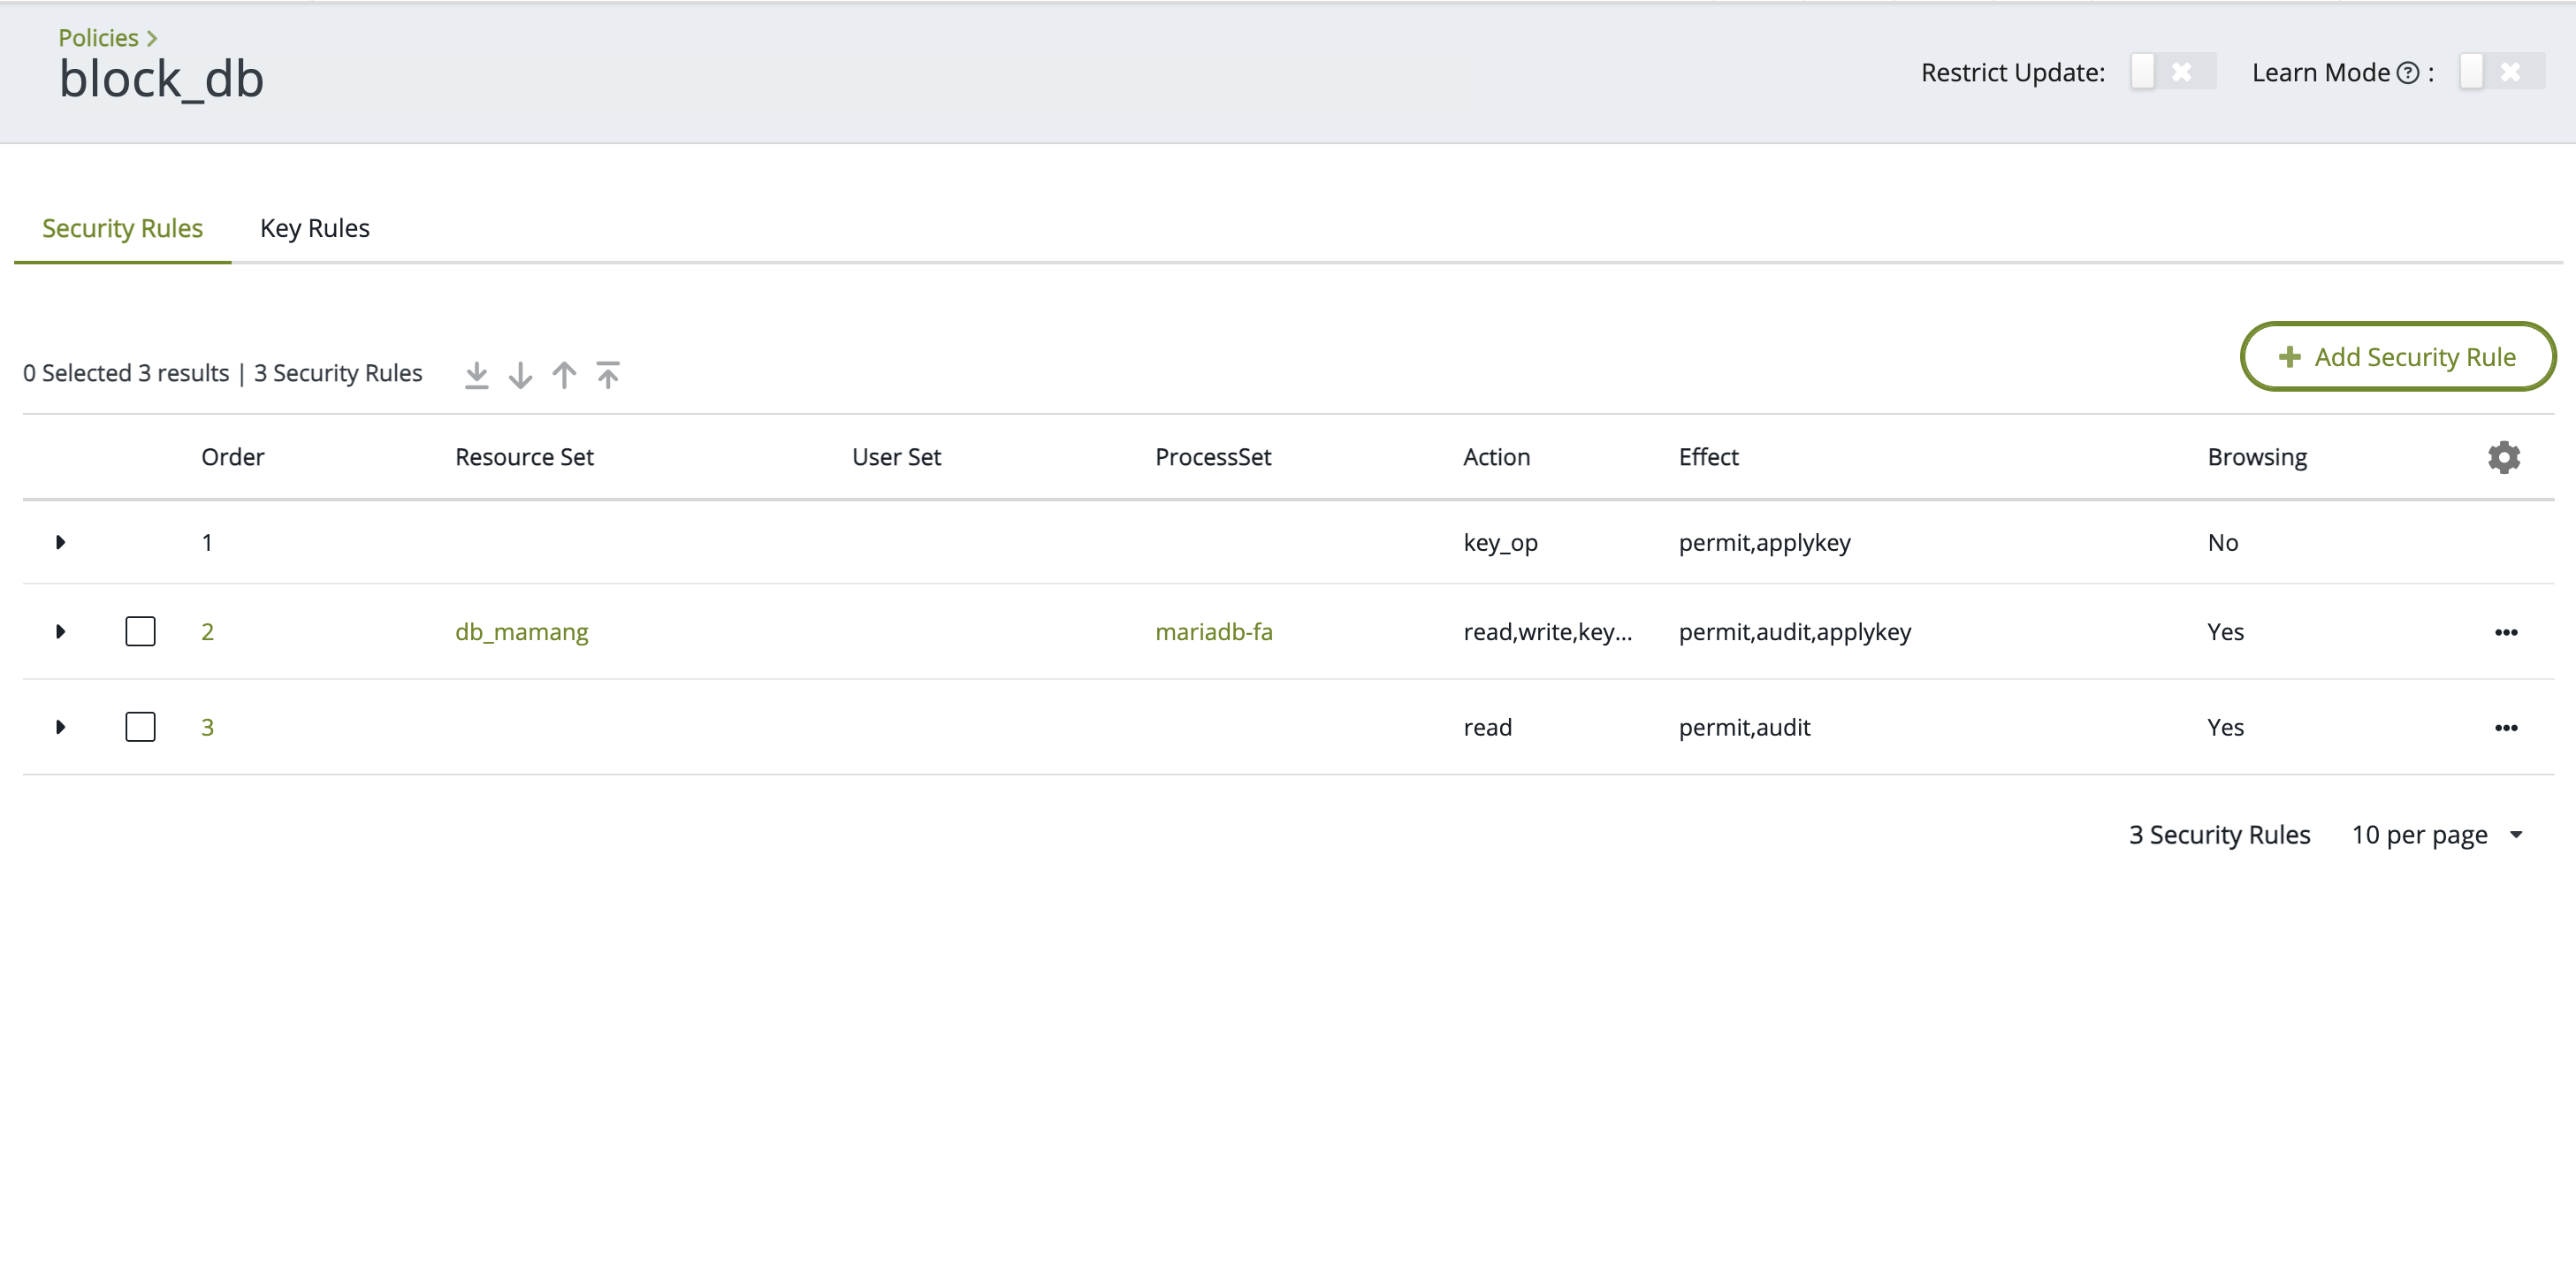 Policies
block_db
Restrict Update:
Learn Mode ? :
Security Rules Key Rules
0 Selected 3 results | 3 Security Rules
+ Add Security Rule
Order Resource Set User Set ProcessSet Action Effect Browsing
1 key_op permit,applykey No
2 db_mamang mariadb-fa read,write,key... permit,audit,applykey Yes
3 read permit,audit Yes
3 Security Rules 10 per page